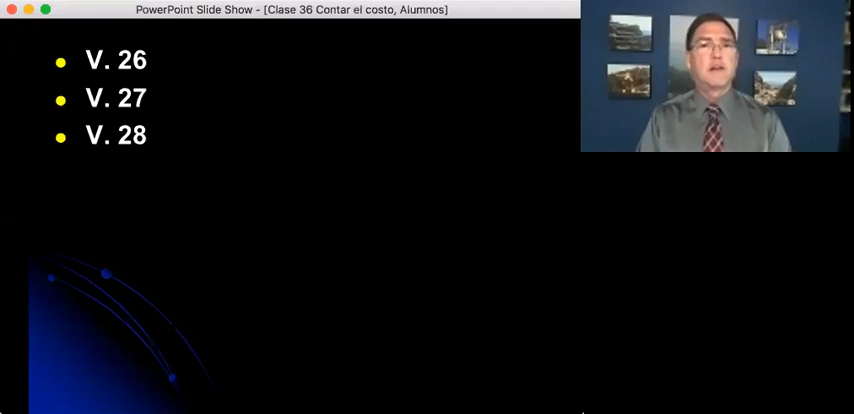 PowerPoint Slide Show - [Clase 36 Contar el costo, Alumnos]
V. 26
V. 27
V. 28